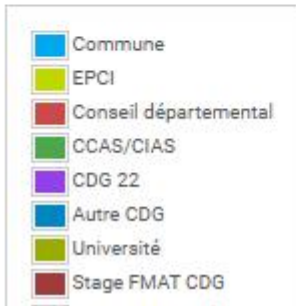 Commune
EPCI
Conseil départemental
CCAS/CIAS
CDG 22
Autre CDG
Université
Stage FMAT CDG